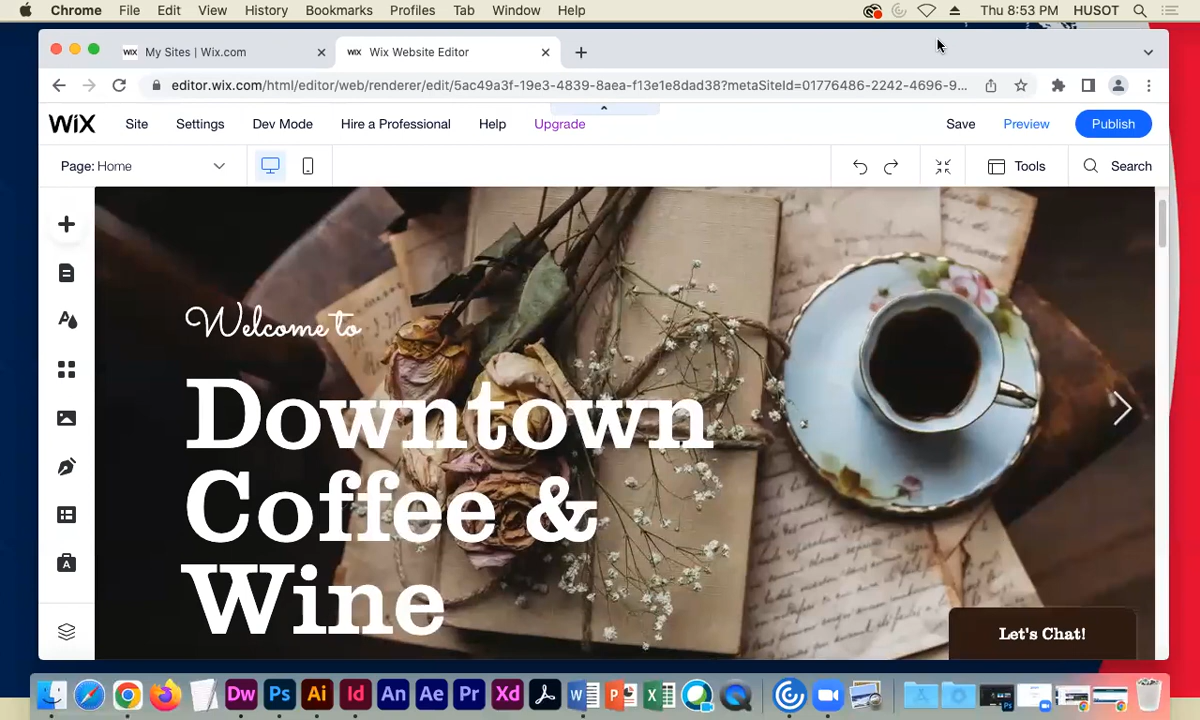 Chrome File Edit View History Bookmarks Profiles Tab Window Help Thu 8:53 PM HUSOT
WiX My Sites | Wix.com WiX Wix Website Editor
editor.wix.com/html/editor/web/renderer/edit/5ac49a3f-19e3-4839-8aea-f13e1e8dad38?metaSiteId=01776486-2242-4696-9...
WiX Site Settings Dev Mode Hire a Professional Help Upgrade Save Preview Publish
Page: Home Tools Search
Welcome to
Downtown
Coffee &
Wine
A
Let's Chat!
Dw Ps Ai Id An Ae Pr Xd W P X